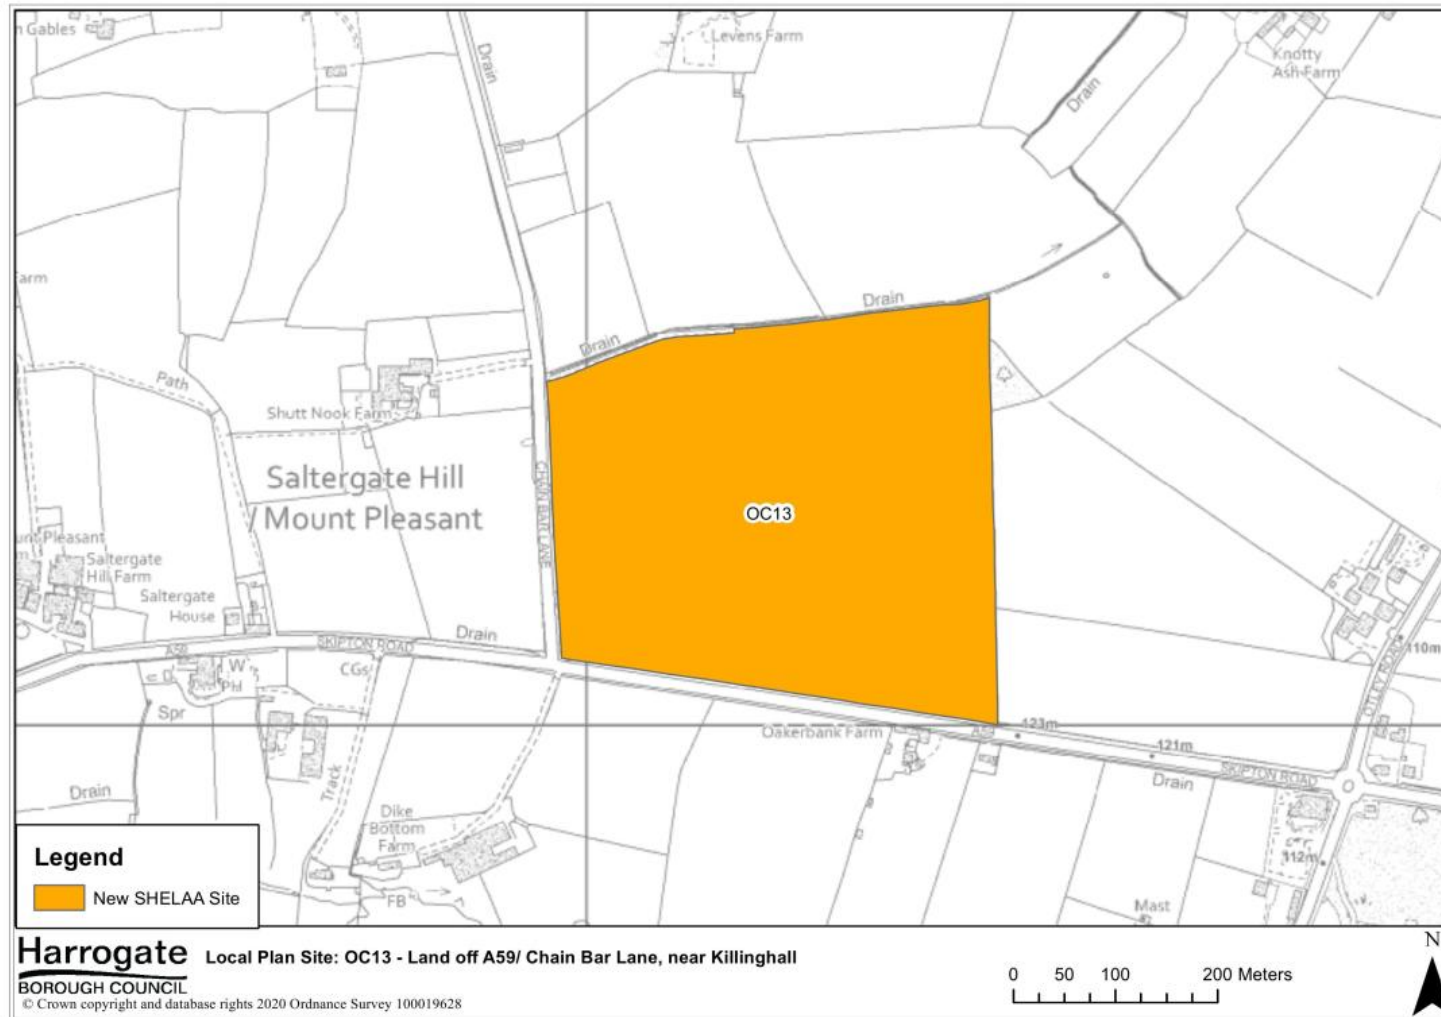 n Gables
Drain
Levens Farm
Knotty
Ash Farm
Drain
arm
Drain
Drain
Path
Shutt Nook Farm
Saltergate Hill
/ Mount Pleasant
CHAIN BAR LANE
OC13
unt Pleasant
m
Saltergate
Hill Farm
Saltergate
House
Drain
A59
SKIPTON ROAD
CGs
W
PH
Spr
Oakerbank Farm
A59
123m
121m
SKIPTON ROAD
OTLEY ROAD
110m
Drain
Drain
Track
Dike
Bottom
Farm
FB
112m
Mast
Legend
New SHELAA Site
Harrogate
BOROUGH COUNCIL
Local Plan Site: OC13 - Land off A59/ Chain Bar Lane, near Killinghall
© Crown copyright and database rights 2020 Ordnance Survey 100019628
0 50 100 200 Meters
N